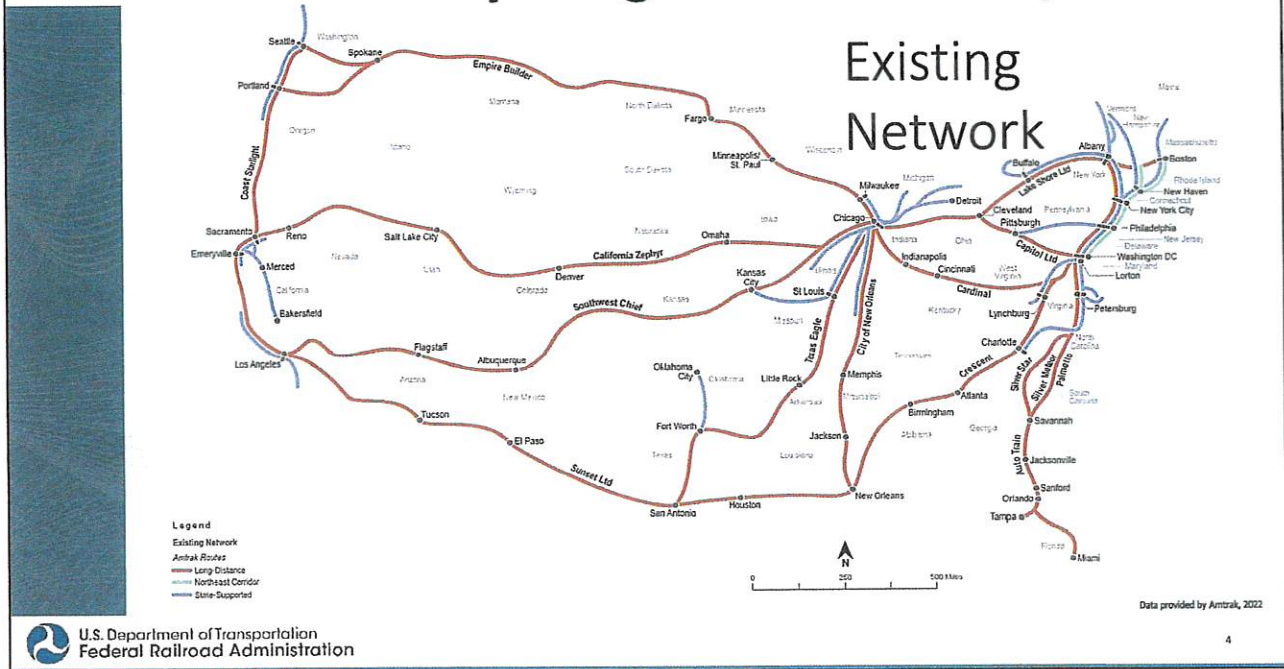 Existing
Network
Seattle
Washington
Spokane
Portland
Empire Builder
Montana
North Dakota
Fargo
Minnesota
Oregon
Idaho
Minneapolis/
St. Paul
Wisconsin
South Dakota
Wyoming
Coast Starlight
Milwaukee
Michigan
Detroit
Chicago
Iowa
Buffalo
Lake Shore Ltd
Albany
New York
Vermont
New
Hampshire
Maine
Massachusetts
Boston
Rhode Island
New Haven
Connecticut
New York City
Cleveland
Pennsylvania
Pittsburgh
Philadelphia
New Jersey
Delaware
Capitol Ltd
Washington DC
Maryland
Lorton
Sacramento
Reno
Emeryville
Nevada
Salt Lake City
Utah
Merced
California
Bakersfield
Denver
Colorado
California Zephyr
Nebraska
Omaha
Kansas
City
Kansas
Southwest Chief
Illinois
St Louis
Missouri
Indiana
Ohio
Indianapolis
Cincinnati
Cardinal
West
Virginia
Kentucky
Virginia
Lynchburg
Petersburg
Los Angeles
Flagstaff
Albuquerque
Arizona
New Mexico
Tucson
El Paso
Sunset Ltd
Oklahoma
City
Oklahoma
Little Rock
Arkansas
Texas Eagle
City of New Orleans
Memphis
Tennessee
Fort Worth
Texas
Jackson
Louisiana
San Antonio
Houston
New Orleans
Birmingham
Atlanta
Georgia
Crescent
Charlotte
North
Carolina
Silver Star
Silver Meteor
Palmetto
South
Carolina
Savannah
Auto Train
Jacksonville
Sanford
Orlando
Tampa
Florida
Miami
Legend
Existing Network
Amtrak Routes
Long-Distance
Northeast Corridor
State-Supported
N
0 250 500 Miles
Data provided by Amtrak, 2022
U.S. Department of Transportation
Federal Railroad Administration
4